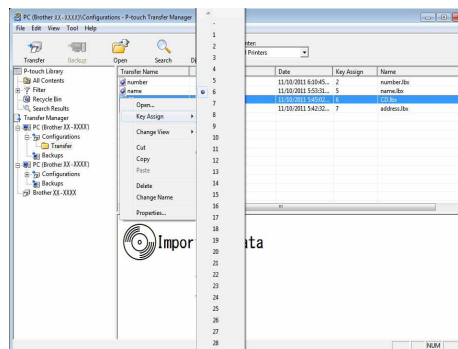 PC (Brother XX-XXXX)\Configurations - P-touch Transfer Manager
File Edit View Tool Help
Transfer Backup Open Search
Printers
P-touch Library
All Contents
Filter
Recycle Bin
Search Results
Transfer Manager
PC (Brother XX-XXXX)
Configurations
Transfer
Backups
PC (Brother XX-XXXX)
Configurations
Backups
Brother XX-XXXX
Transfer Name Date Key Assign Name
number 11/10/2011 6:10:45... 2 number.lbx
name 11/10/2011 5:53:31... 5 name.lbx
11/10/2011 5:45:02... 6 CD.lbx
11/10/2011 5:42:32... 7 address.lbx
Open...
Key Assign
Change View
Cut
Copy
Paste
Delete
Change Name
Properties...
-
1
2
3
4
5
6
7
8
9
10
11
12
13
14
15
16
17
18
19
20
21
22
23
24
25
26
27
28
Impor ata
NUM